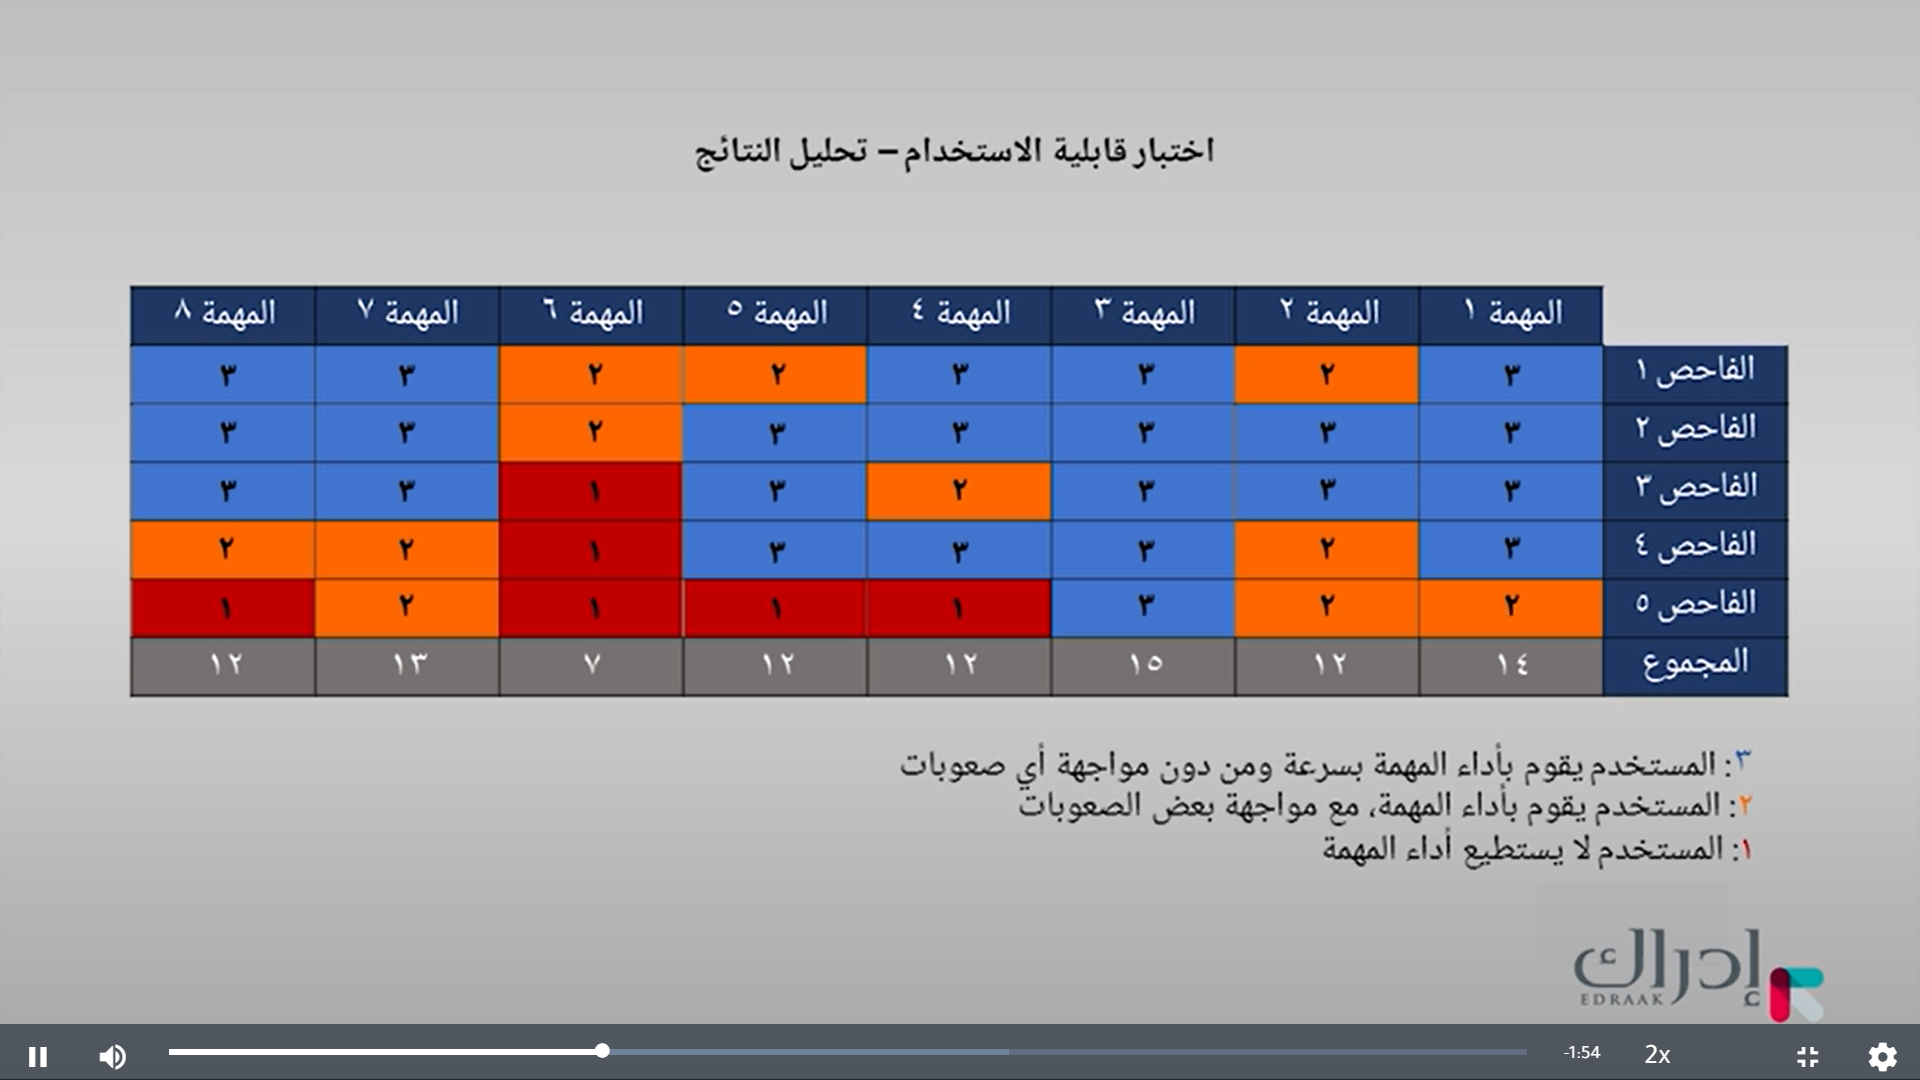 اختبار قابلية الاستخدام – تحليل النتائج
المهمة ١ المهمة ٢ المهمة ٣ المهمة ٤ المهمة ٥ المهمة ٦ المهمة ٧ المهمة ٨
الفاحص ١ ٣ ٢ ٣ ٣ ٢ ٢ ٣ ٣
الفاحص ٢ ٣ ٣ ٣ ٣ ٣ ٢ ٣ ٣
الفاحص ٣ ٣ ٣ ٣ ٢ ٣ ١ ٣ ٣
الفاحص ٤ ٣ ٢ ٣ ٣ ٣ ١ ٢ ٢
الفاحص ٥ ٢ ٢ ٣ ١ ١ ١ ٢ ١
المجموع ١٤ ١٢ ١٥ ١٢ ١٢ ٧ ١٣ ١٢
٣: المستخدم يقوم بأداء المهمة بسرعة ومن دون مواجهة أي صعوبات
٢: المستخدم يقوم بأداء المهمة، مع مواجهة بعض الصعوبات
١: المستخدم لا يستطيع أداء المهمة
إدراك
EDRAAK
-1:54 2x